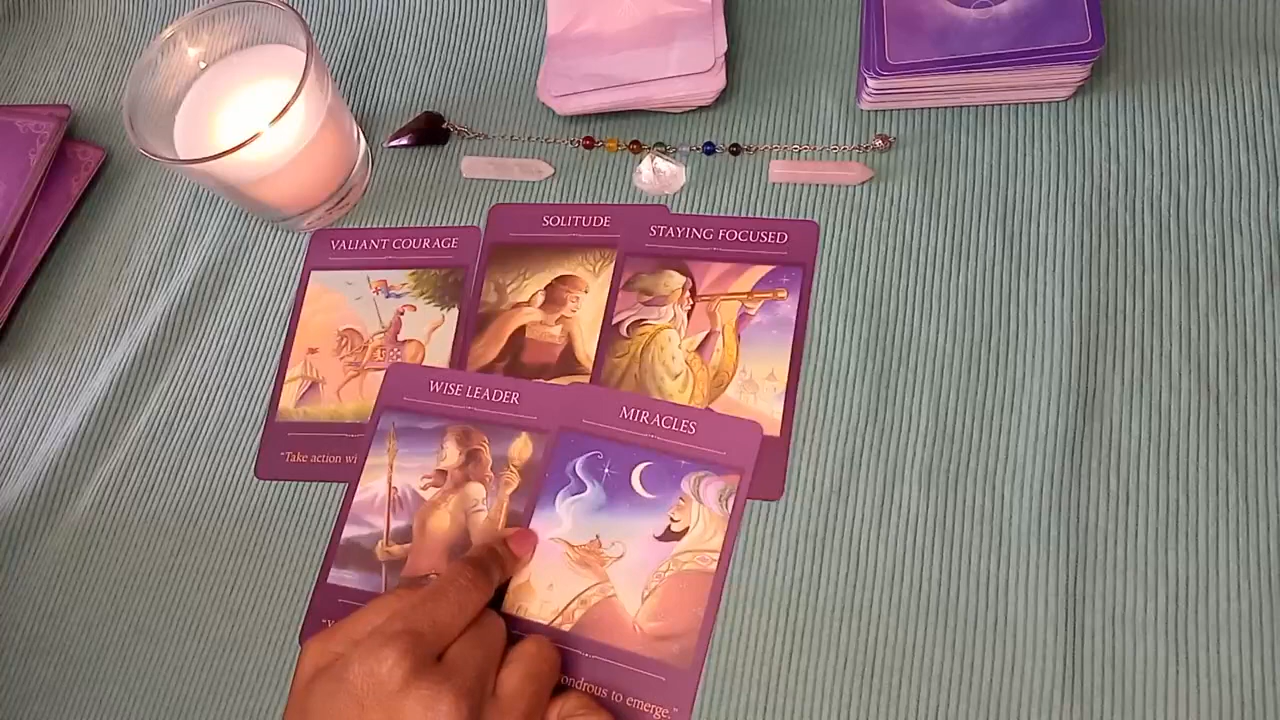 VALIANT COURAGE
SOLITUDE
STAYING FOCUSED
"Take action wi
WISE LEADER
MIRACLES
ondrous to emerge."